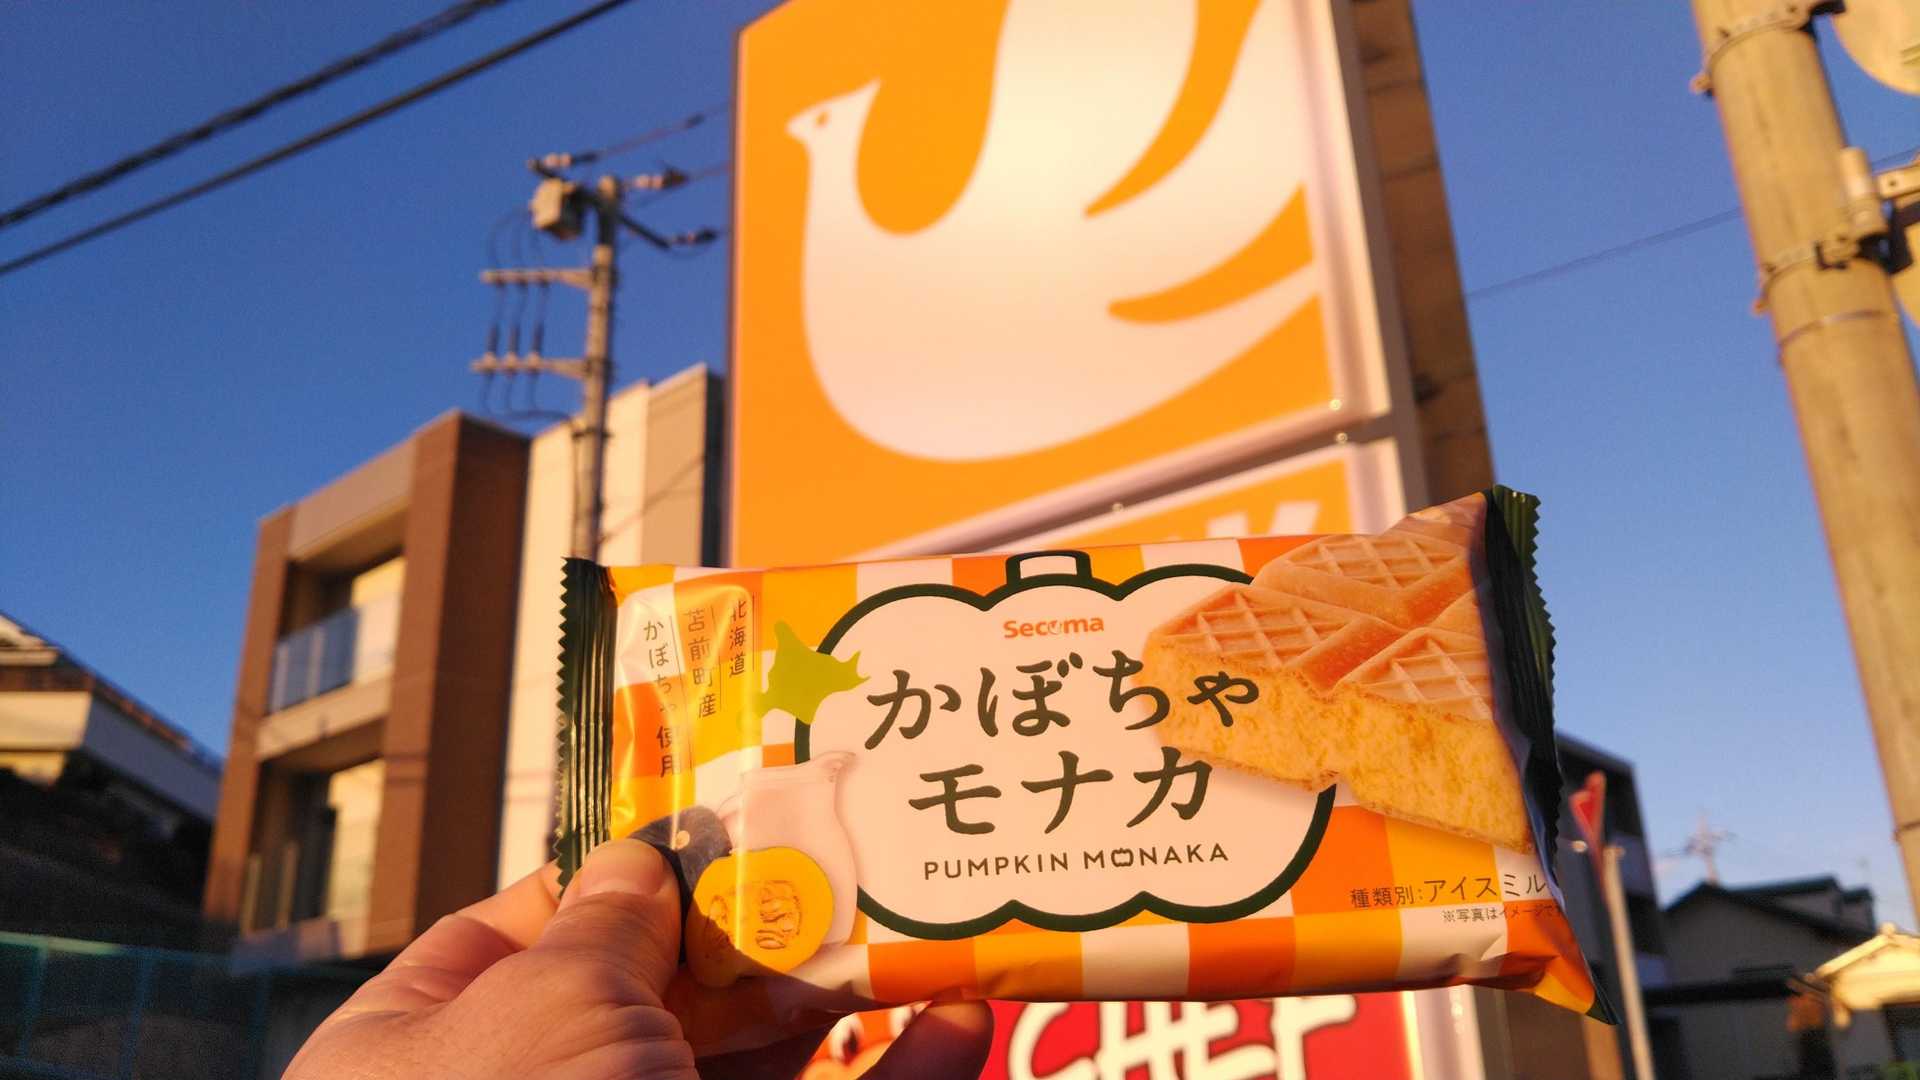 北海道
苫前町産
かぼちゃ使用
Secoma
かぼちゃ
モナカ
PUMPKIN MONAKA
種類別:アイスミル
※写真はイメージです
CHEF